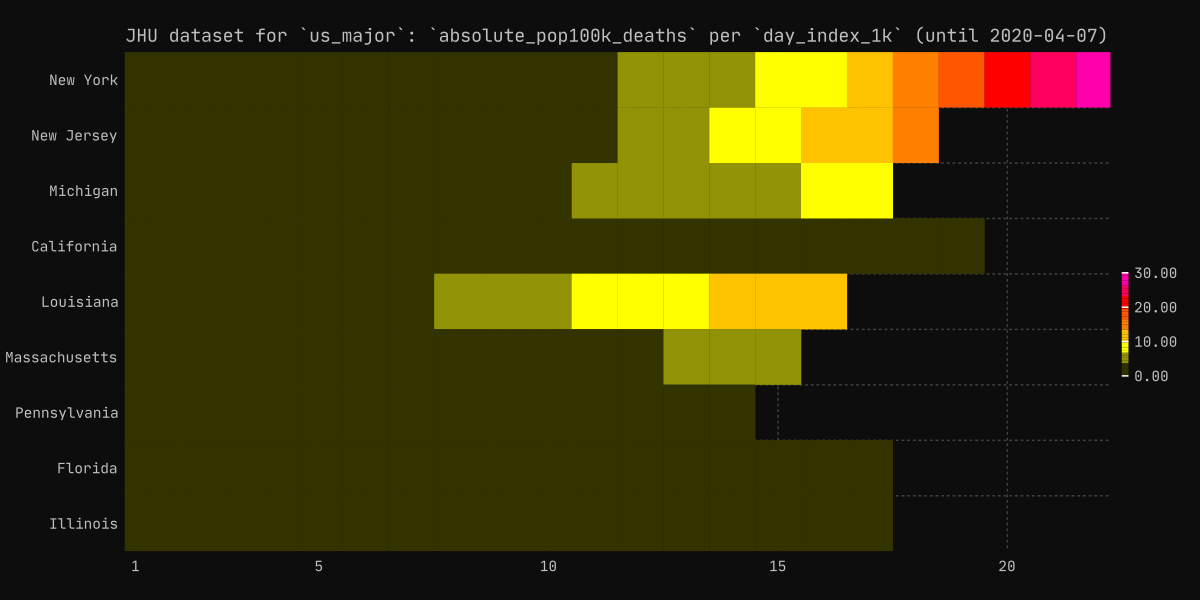 JHU dataset for `us_major`: `absolute_pop100k_deaths` per `day_index_1k` (until 2020-04-07)
New York
New Jersey
Michigan
California
Louisiana
Massachusetts
Pennsylvania
Florida
Illinois
30.00
20.00
10.00
0.00
1 5 10 15 20